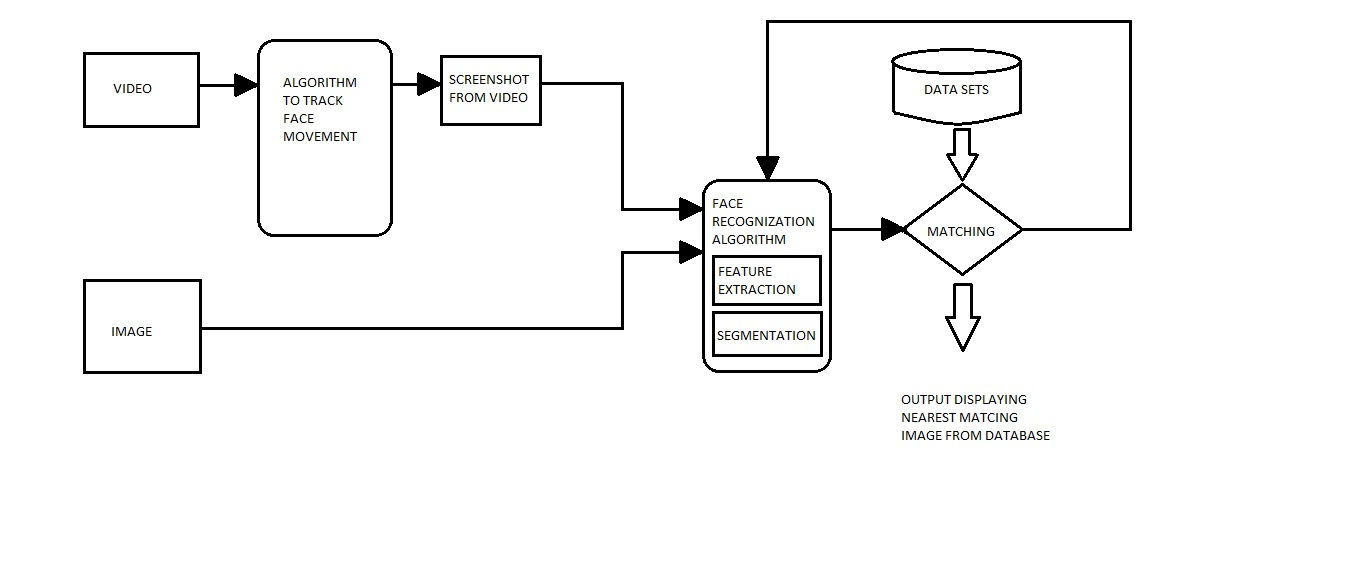 VIDEO
ALGORITHM
TO TRACK
FACE
MOVEMENT
SCREENSHOT
FROM VIDEO
DATA SETS
IMAGE
FACE
RECOGNIZATION
ALGORITHM
FEATURE
EXTRACTION
SEGMENTATION
MATCHING
OUTPUT DISPLAYING
NEAREST MATCING
IMAGE FROM DATABASE